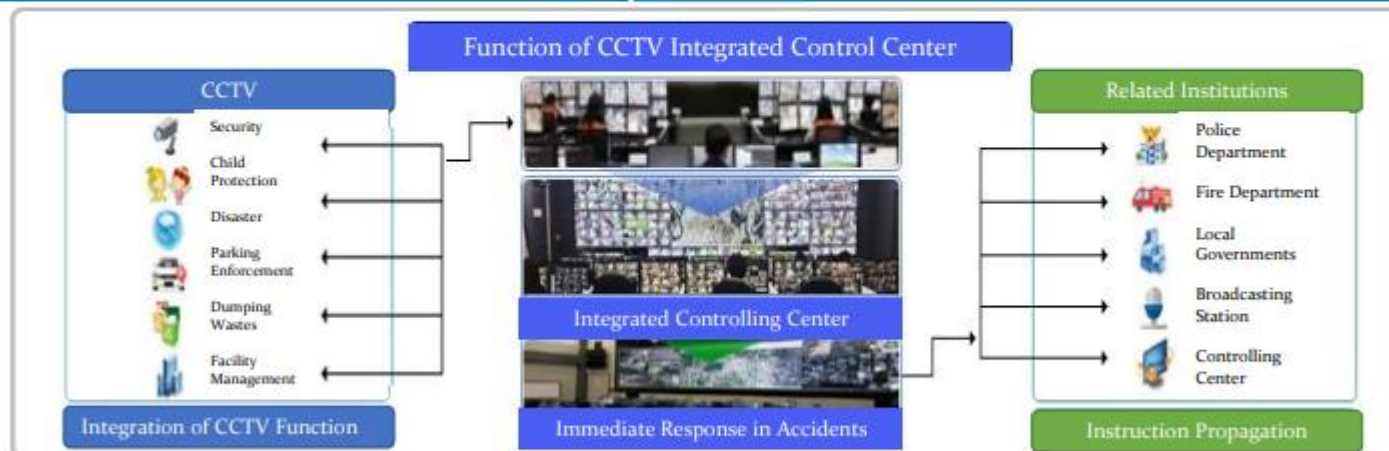 Function of CCTV Integrated Control Center
CCTV
Security
Child
Protection
Disaster
Parking
Enforcement
Dumping
Wastes
Facility
Management
Integration of CCTV Function
Integrated Controlling Center
Immediate Response in Accidents
Related Institutions
Police
Department
Fire Department
Local
Governments
Broadcasting
Station
Controlling
Center
Instruction Propagation